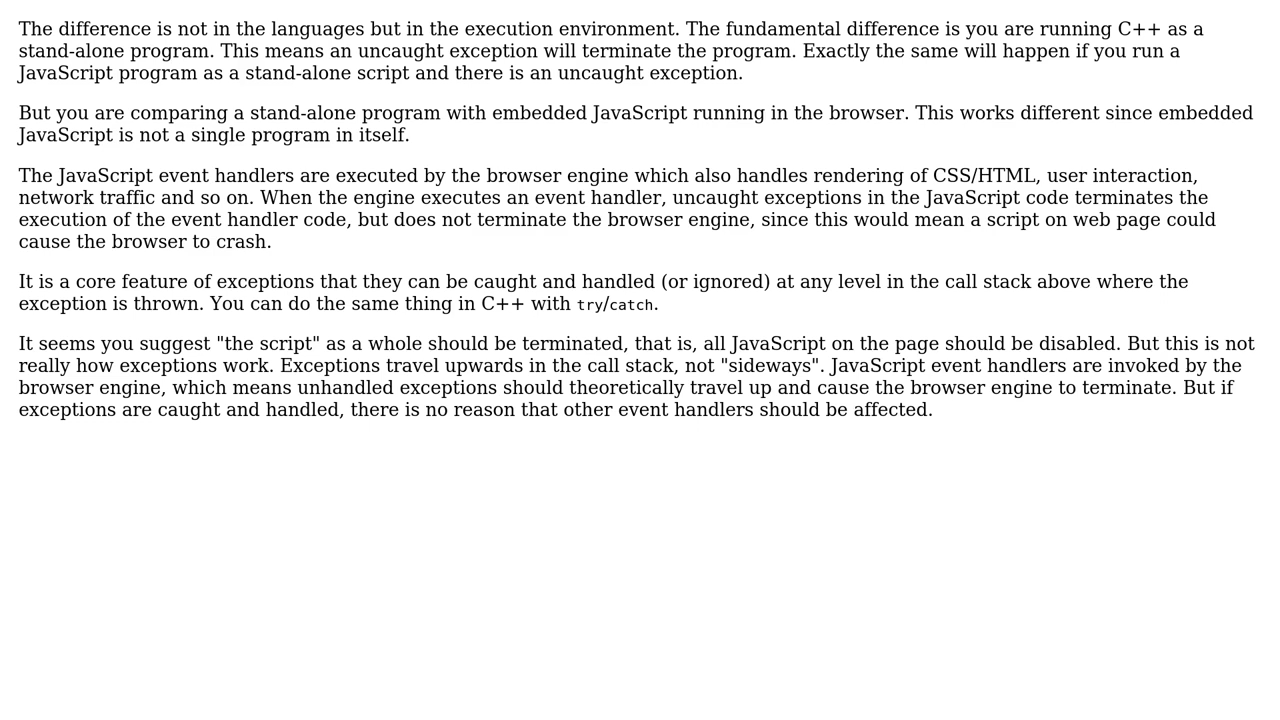 The difference is not in the languages but in the execution environment. The fundamental difference is you are running C++ as a
stand-alone program. This means an uncaught exception will terminate the program. Exactly the same will happen if you run a
JavaScript program as a stand-alone script and there is an uncaught exception.
But you are comparing a stand-alone program with embedded JavaScript running in the browser. This works different since embedded
JavaScript is not a single program in itself.
The JavaScript event handlers are executed by the browser engine which also handles rendering of CSS/HTML, user interaction,
network traffic and so on. When the engine executes an event handler, uncaught exceptions in the JavaScript code terminates the
execution of the event handler code, but does not terminate the browser engine, since this would mean a script on web page could
cause the browser to crash.
It is a core feature of exceptions that they can be caught and handled (or ignored) at any level in the call stack above where the
exception is thrown. You can do the same thing in C++ with try/catch.
It seems you suggest "the script" as a whole should be terminated, that is, all JavaScript on the page should be disabled. But this is not
really how exceptions work. Exceptions travel upwards in the call stack, not "sideways". JavaScript event handlers are invoked by the
browser engine, which means unhandled exceptions should theoretically travel up and cause the browser engine to terminate. But if
exceptions are caught and handled, there is no reason that other event handlers should be affected.